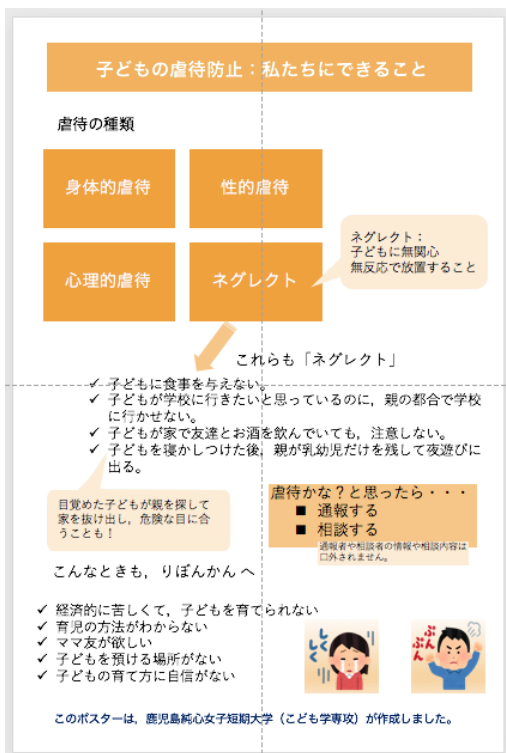 子どもの虐待防止：私たちにできること
虐待の種類
身体的虐待
性的虐待
心理的虐待
ネグレクト
ネグレクト；
子どもに無関心
無反応で放置すること
これらも「ネグレクト」
✓ 子どもに食事を与えない。
✓ 子どもが学校に行きたいと思っているのに，親の都合で学校
に行かせない。
✓ 子どもが家で友達とお酒を飲んでいても，注意しない。
✓ 子どもを寝かしつけた後，親が乳幼児だけを残して夜遊びに
出る。
目覚めた子どもが親を探して
家を抜け出し，危険な目に合
うことも！
虐待かな？と思ったら・・・
■ 通報する
■ 相談する
通報者や相談者の情報や相談内容は
口外されません。
こんなときも，りぼんかん へ
✓ 経済的に苦しくて，子どもを育てられない
✓ 育児の方法がわからない
✓ ママ友が欲しい
✓ 子どもを預ける場所がない
✓ 子どもの育て方に自信がない
しくしく
ぷんぷん
このポスターは，鹿児島純心女子短期大学（こども学専攻）が作成しました。